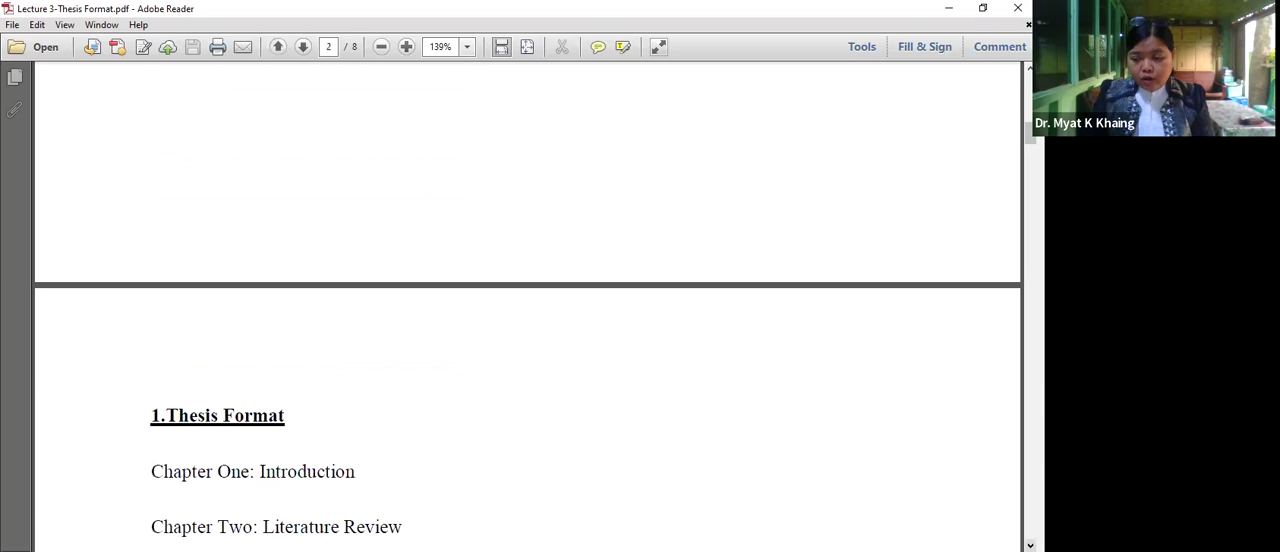 Lecture 3-Thesis Format.pdf - Adobe Reader
File Edit View Window Help
Open 2 / 8 139% Tools Fill & Sign Comment
Dr. Myat K Khaing
1.Thesis Format
Chapter One: Introduction
Chapter Two: Literature Review